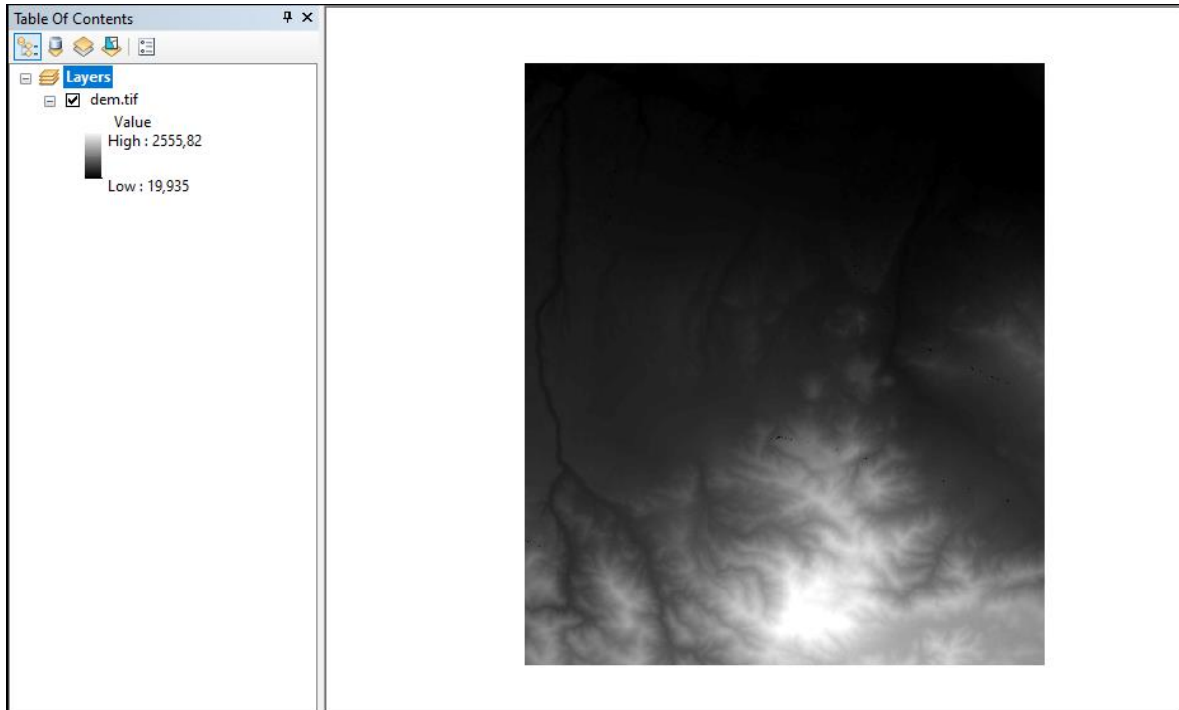 Table Of Contents
Layers
dem.tif
Value
High : 2555,82
Low : 19,935